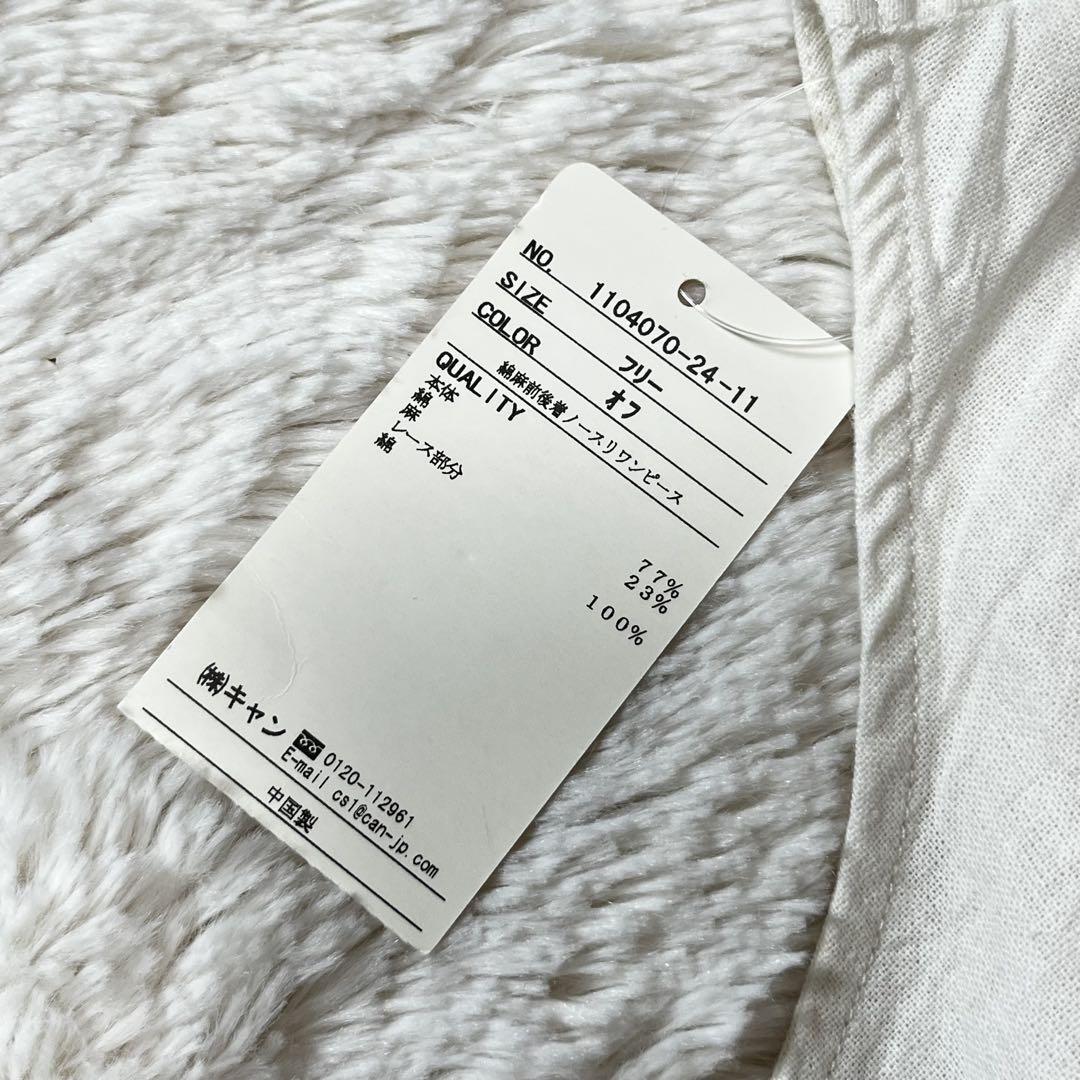 NO. 1104070-24-11
SIZE フリー
COLOR オフ
綿麻前後着ノースリワンピース
QUALITY
本体
綿 77%
麻 23%
レース部分
綿 100%
㈱キャン 0120-112961
E-mail cs1@can-jp.com
中国製